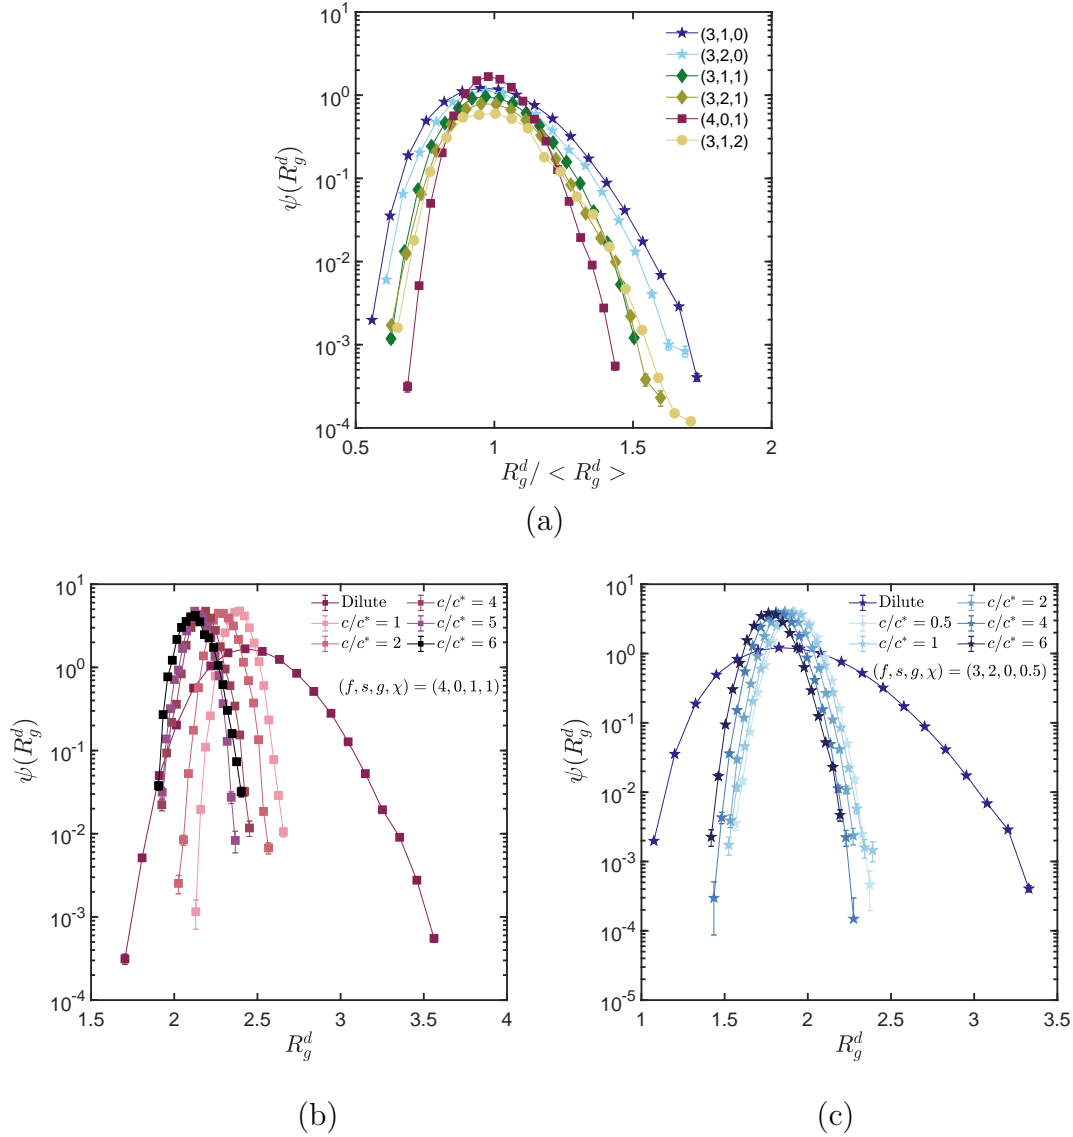 10^1
10^0
10^-1
10^-2
10^-3
10^-4
ψ(R_g^d)
(3,1,0)
(3,2,0)
(3,1,1)
(3,2,1)
(4,0,1)
(3,1,2)
0.5 1 1.5 2
R_g^d / < R_g^d >
(a)
10^1
10^0
10^-1
10^-2
10^-3
10^-4
ψ(R_g^d)
Dilute c/c* = 4
c/c* = 1 c/c* = 5
c/c* = 2 c/c* = 6
(f, s, g, χ) = (4, 0, 1, 1)
1.5 2 2.5 3 3.5 4
R_g^d
(b)
10^1
10^0
10^-1
10^-2
10^-3
10^-4
10^-5
ψ(R_g^d)
Dilute c/c* = 2
c/c* = 0.5 c/c* = 4
c/c* = 1 c/c* = 6
(f, s, g, χ) = (3, 2, 0, 0.5)
1 1.5 2 2.5 3 3.5
R_g^d
(c)